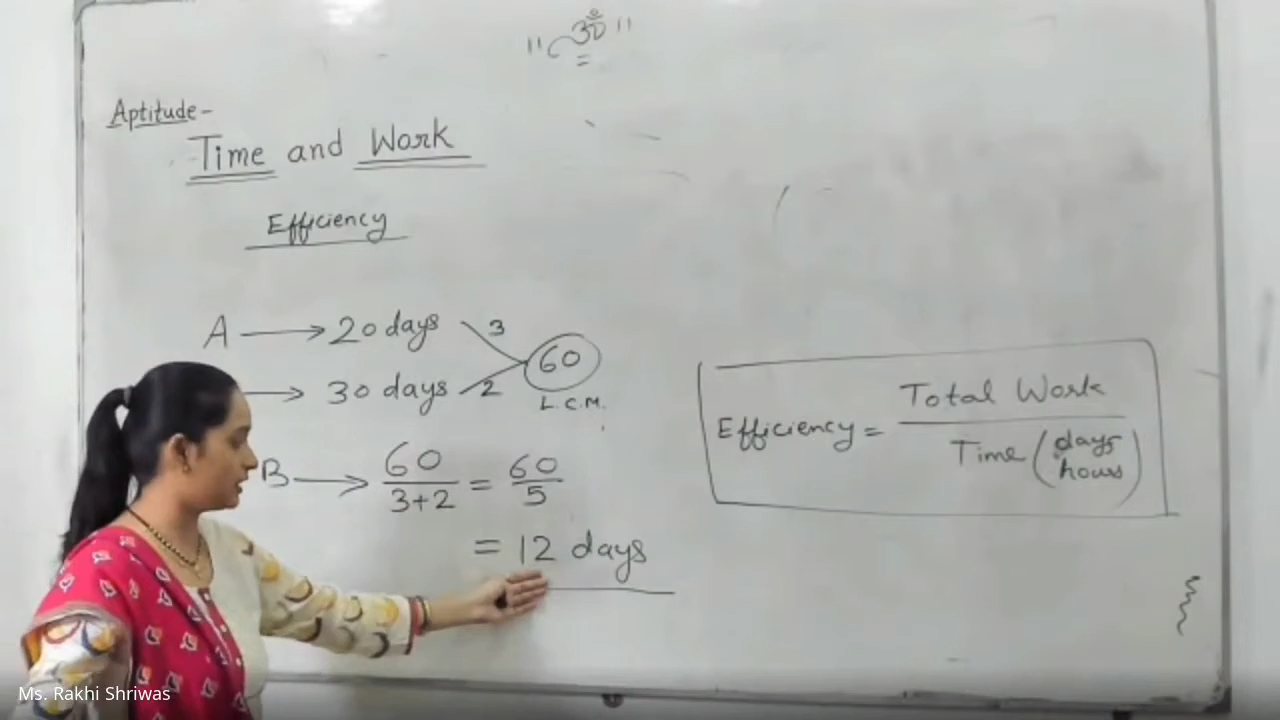 " ॐ "
Aptitude-
Time and Work
Efficiency
A → 20 days 3
60
→ 30 days 2
L.C.M.
B → 60/3+2 = 60/5
= 12 days
Efficiency = Total Work / Time (days hours)
Ms. Rakhi Shriwas